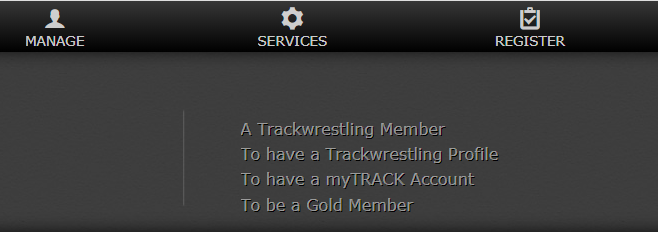 MANAGE
SERVICES
REGISTER
A Trackwrestling Member
To have a Trackwrestling Profile
To have a myTRACK Account
To be a Gold Member